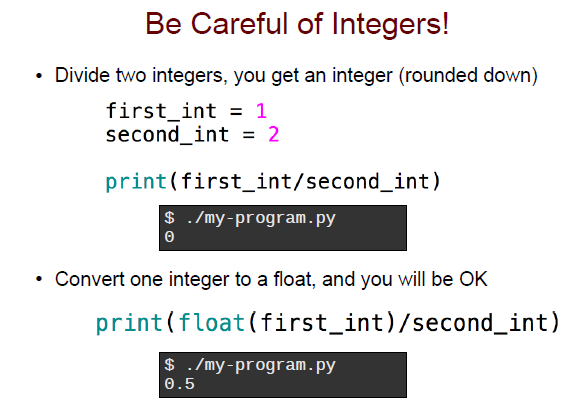 Be Careful of Integers!
• Divide two integers, you get an integer (rounded down)
first_int = 1
second_int = 2
print(first_int/second_int)
$ ./my-program.py
0
• Convert one integer to a float, and you will be OK
print(float(first_int)/second_int)
$ ./my-program.py
0.5